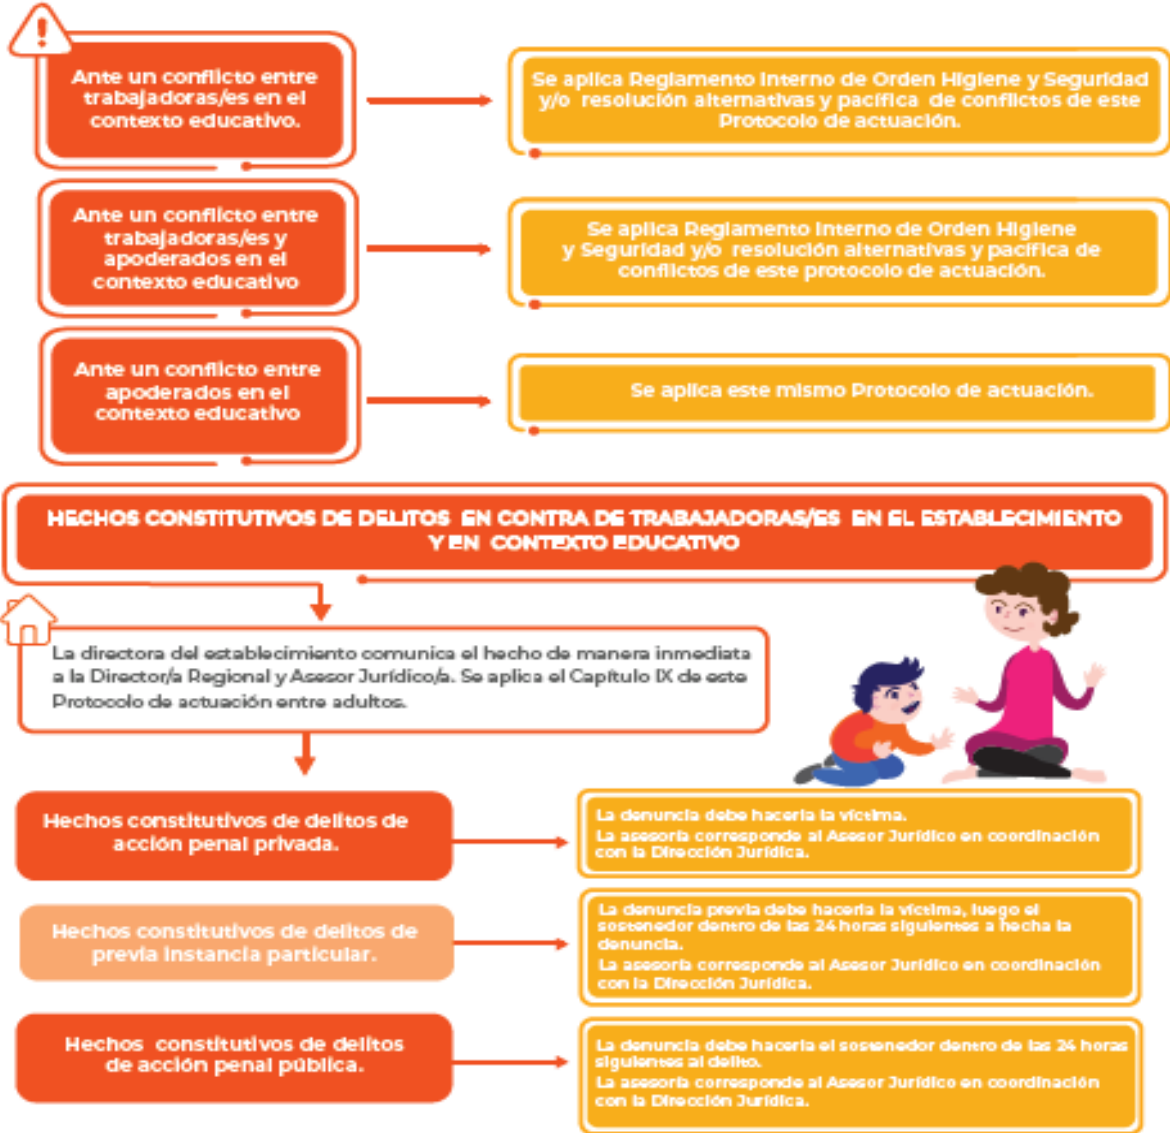 Ante un conflicto entre
trabajadoras/es en el
contexto educativo.
Se aplica Reglamento Interno de Orden Higiene y Seguridad
y/o resolución alternativas y pacífica de conflictos de este
Protocolo de actuación.
Ante un conflicto entre
trabajadoras/es y
apoderados en el
contexto educativo
Se aplica Reglamento Interno de Orden Higiene
y Seguridad y/o resolución alternativas y pacífica de
conflictos de este protocolo de actuación.
Ante un conflicto entre
apoderados en el
contexto educativo
Se aplica este mismo Protocolo de actuación.
HECHOS CONSTITUTIVOS DE DELITOS EN CONTRA DE TRABAJADORAS/ES EN EL ESTABLECIMIENTO
Y EN CONTEXTO EDUCATIVO
La directora del establecimiento comunica el hecho de manera inmediata
a la Director/a Regional y Asesor Jurídico/a. Se aplica el Capítulo IX de este
Protocolo de actuación entre adultos.
Hechos constitutivos de delitos de
acción penal privada.
La denuncia debe hacerla la víctima.
La asesoría corresponde al Asesor Jurídico en coordinación
con la Dirección Jurídica.
Hechos constitutivos de delitos de
previa instancia particular.
La denuncia previa debe hacerla la víctima, luego el
sostenedor dentro de las 24 horas siguientes a hecha la
denuncia.
La asesoría corresponde al Asesor Jurídico en coordinación
con la Dirección Jurídica.
Hechos constitutivos de delitos
de acción penal pública.
La denuncia debe hacerla el sostenedor dentro de las 24 horas
siguientes al delito.
La asesoría corresponde al Asesor Jurídico en coordinación
con la Dirección Jurídica.